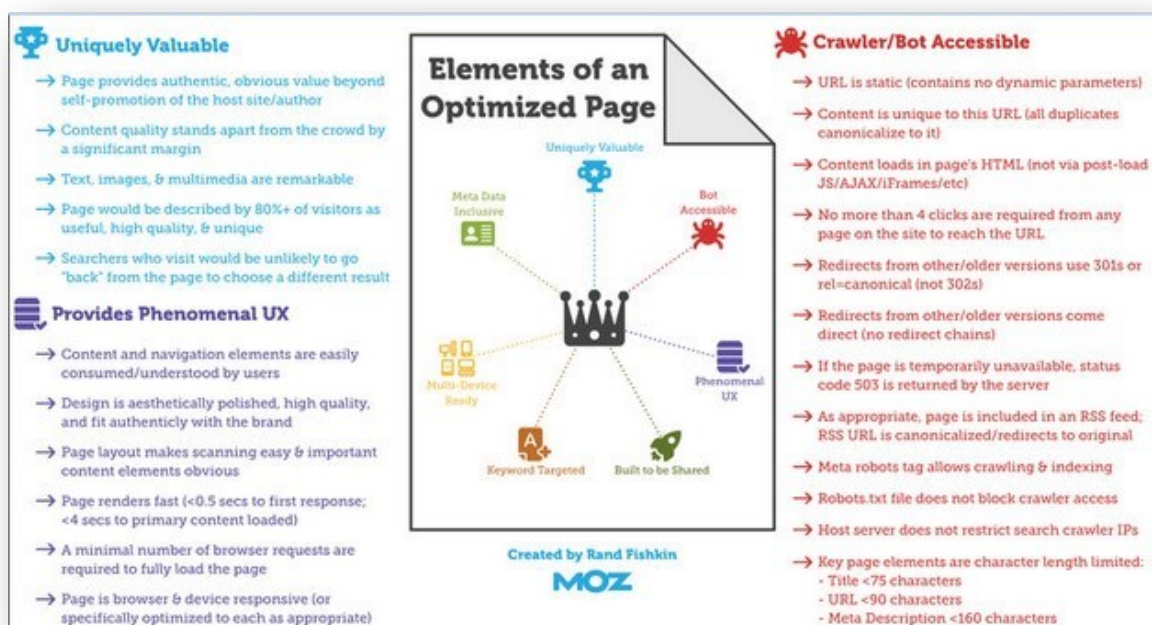 Uniquely Valuable
→ Page provides authentic, obvious value beyond
self-promotion of the host site/author
→ Content quality stands apart from the crowd by
a significant margin
→ Text, images, & multimedia are remarkable
→ Page would be described by 80%+ of visitors as
useful, high quality, & unique
→ Searchers who visit would be unlikely to go
"back" from the page to choose a different result
Provides Phenomenal UX
→ Content and navigation elements are easily
consumed/understood by users
→ Design is aesthetically polished, high quality,
and fit authenticly with the brand
→ Page layout makes scanning easy & important
content elements obvious
→ Page renders fast (<0.5 secs to first response;
<4 secs to primary content loaded)
→ A minimal number of browser requests are
required to fully load the page
→ Page is browser & device responsive (or
specifically optimized to each as appropriate)
Elements of an
Optimized Page
Uniquely Valuable
Meta Data
Inclusive
Bot
Accessible
Multi-Device
Ready
Phenomenal
UX
A
Keyword Targeted
Built to be Shared
Created by Rand Fishkin
MOZ
Crawler/Bot Accessible
→ URL is static (contains no dynamic parameters)
→ Content is unique to this URL (all duplicates
canonicalize to it)
→ Content loads in page's HTML (not via post-load
JS/AJAX/iFrames/etc)
→ No more than 4 clicks are required from any
page on the site to reach the URL
→ Redirects from other/older versions use 301s or
rel=canonical (not 302s)
→ Redirects from other/older versions come
direct (no redirect chains)
→ If the page is temporarily unavailable, status
code 503 is returned by the server
→ As appropriate, page is included in an RSS feed;
RSS URL is canonicalized/redirects to original
→ Meta robots tag allows crawling & indexing
→ Robots.txt file does not block crawler access
→ Host server does not restrict search crawler IPs
→ Key page elements are character length limited:
- Title <75 characters
- URL <90 characters
- Meta Description <160 characters